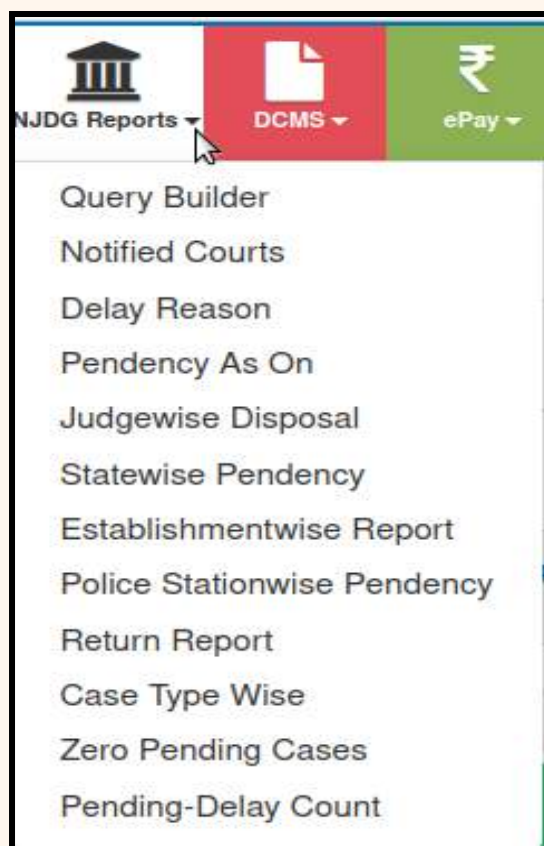 NJDG Reports
DCMS
ePay
Query Builder
Notified Courts
Delay Reason
Pendency As On
Judgewise Disposal
Statewise Pendency
Establishmentwise Report
Police Stationwise Pendency
Return Report
Case Type Wise
Zero Pending Cases
Pending-Delay Count